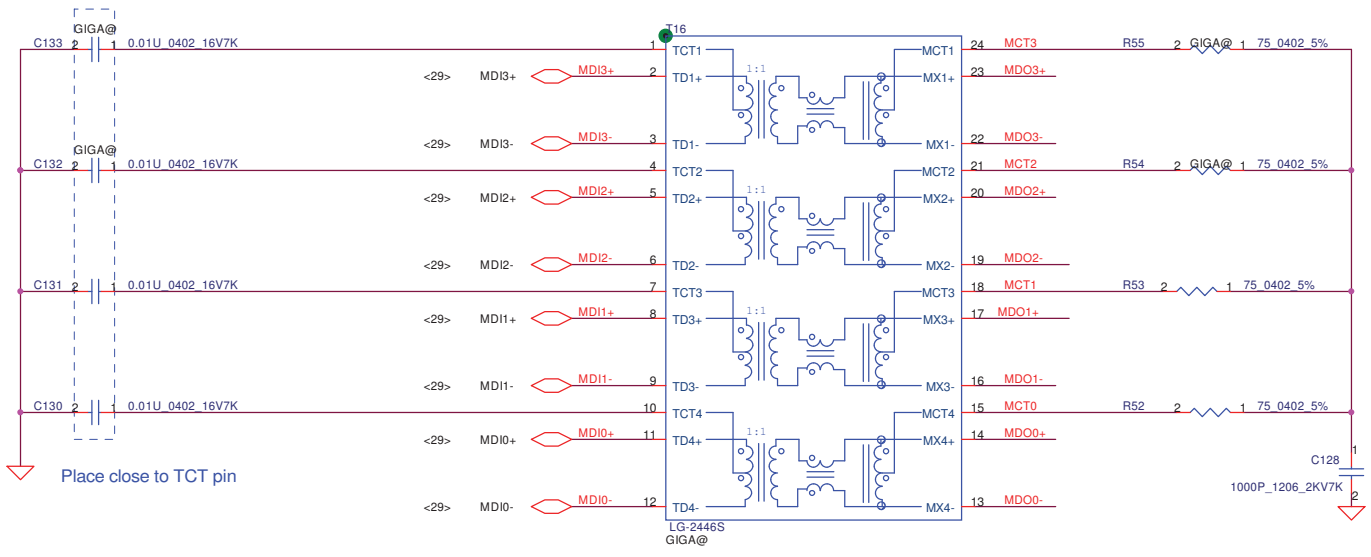 GIGA@
T16
C133 2 1 0.01U_0402_16V7K 1 TCT1 MCT1 24 MCT3 R55 2 GIGA@ 1 75_0402_5%
1:1
<29> MDI3+ MDI3+ 2 TD1+ MX1+ 23 MDO3+
<29> MDI3- MDI3- 3 TD1- MX1- 22 MDO3-
GIGA@
C132 2 1 0.01U_0402_16V7K 4 TCT2 MCT2 21 MCT2 R54 2 GIGA@ 1 75_0402_5%
1:1
<29> MDI2+ MDI2+ 5 TD2+ MX2+ 20 MDO2+
<29> MDI2- MDI2- 6 TD2- MX2- 19 MDO2-
C131 2 1 0.01U_0402_16V7K 7 TCT3 MCT3 18 MCT1 R53 2 1 75_0402_5%
1:1
<29> MDI1+ MDI1+ 8 TD3+ MX3+ 17 MDO1+
<29> MDI1- MDI1- 9 TD3- MX3- 16 MDO1-
C130 2 1 0.01U_0402_16V7K 10 TCT4 MCT4 15 MCT0 R52 2 1 75_0402_5%
1:1
<29> MDI0+ MDI0+ 11 TD4+ MX4+ 14 MDO0+
1
C128
Place close to TCT pin
1000P_1206_2KV7K
2
<29> MDI0- MDI0- 12 TD4- MX4- 13 MDO0-
LG-2446S
GIGA@